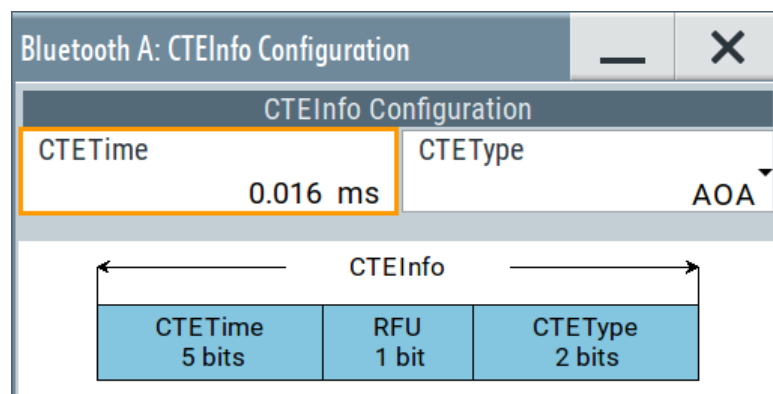 Bluetooth A: CTEInfo Configuration
CTEInfo Configuration
CTETime
CTEType
0.016 ms
AOA
CTEInfo
CTETime
5 bits
RFU
1 bit
CTEType
2 bits